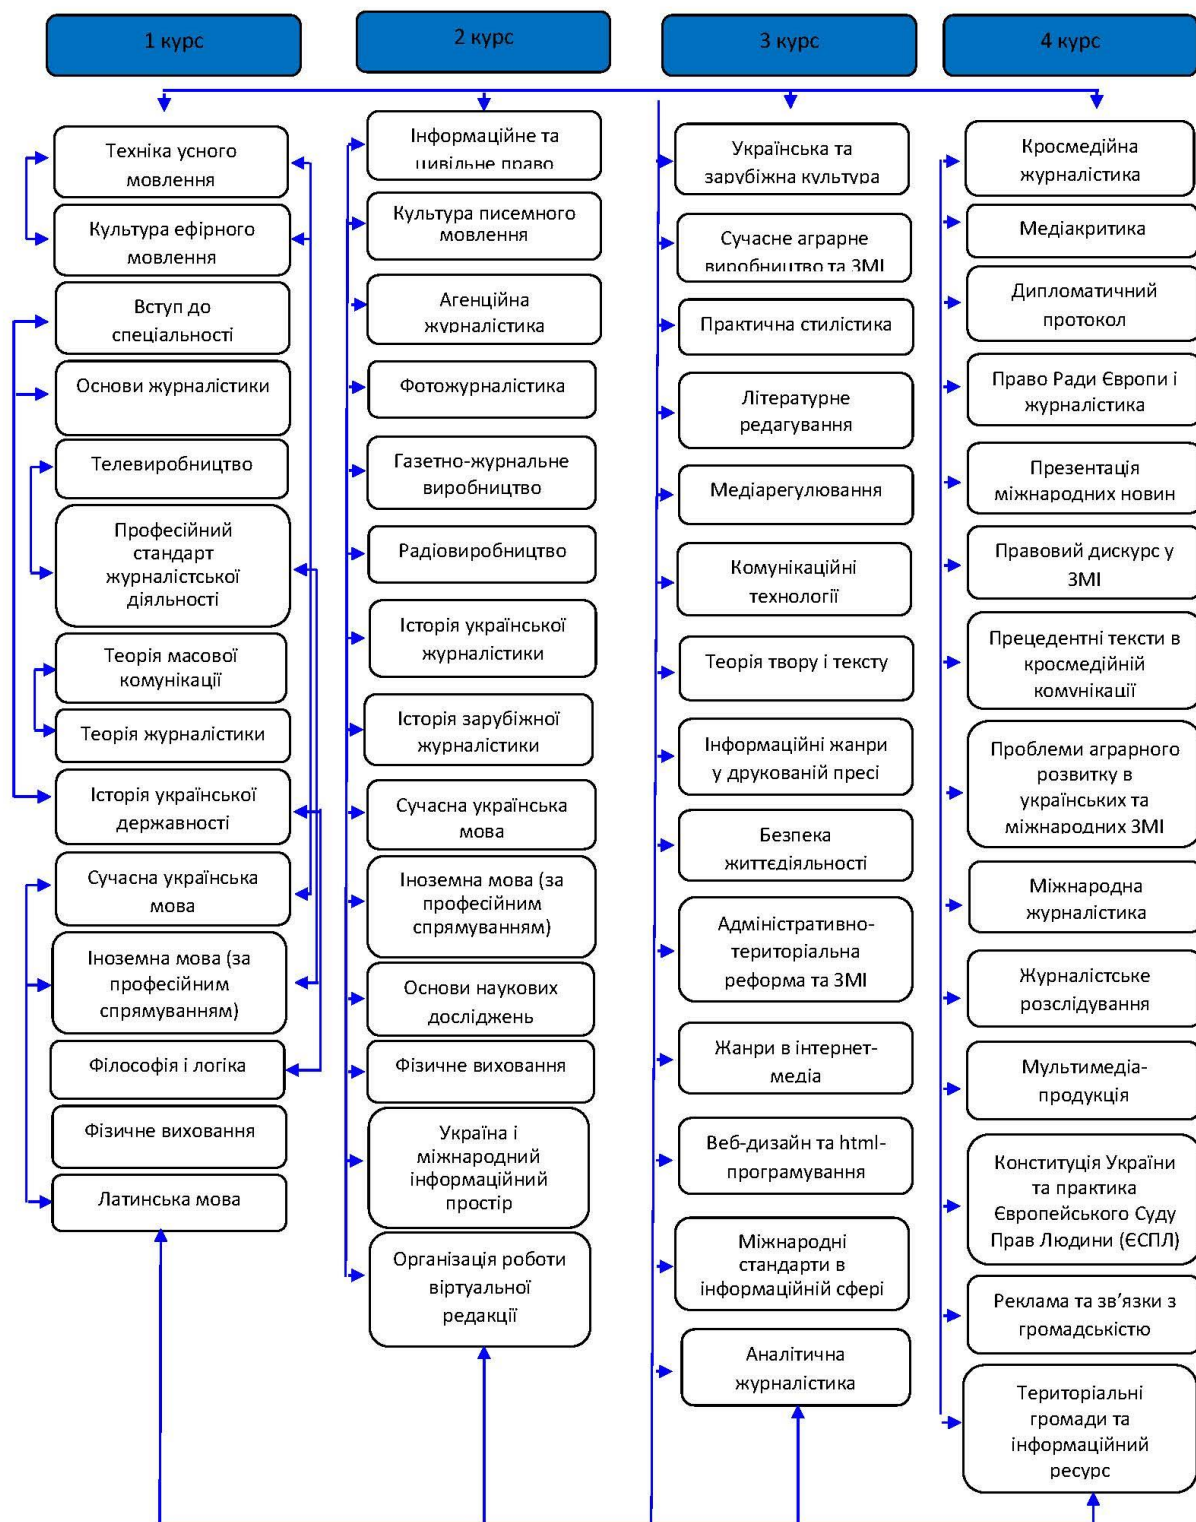 1 курс
2 курс
3 курс
4 курс
Техніка усного
мовлення
Культура ефірного
мовлення
Вступ до
спеціальності
Основи журналістики
Телевиробництво
Професійний
стандарт
журналістської
діяльності
Теорія масової
комунікації
Теорія журналістики
Історія української
державності
Сучасна українська
мова
Іноземна мова (за
професійним
спрямуванням)
Філософія і логіка
Фізичне виховання
Латинська мова
Інформаційне та
цивільне право
Культура писемного
мовлення
Агенційна
журналістика
Фотожурналістика
Газетно-журнальне
виробництво
Радіовиробництво
Історія української
журналістики
Історія зарубіжної
журналістики
Сучасна українська
мова
Іноземна мова (за
професійним
спрямуванням)
Основи наукових
досліджень
Фізичне виховання
Україна і
міжнародний
інформаційний
простір
Організація роботи
віртуальної
редакції
Українська та
зарубіжна культура
Сучасне аграрне
виробництво та ЗМІ
Практична стилістика
Літературне
редагування
Медіарегулювання
Комунікаційні
технології
Теорія твору і тексту
Інформаційні жанри
у друкованій пресі
Безпека
життєдіяльності
Адміністративно-
територіальна
реформа та ЗМІ
Жанри в інтернет-
медіа
Веб-дизайн та html-
програмування
Міжнародні
стандарти в
інформаційній сфері
Аналітична
журналістика
Кросмедійна
журналістика
Медіакритика
Дипломатичний
протокол
Право Ради Європи і
журналістика
Презентація
міжнародних новин
Правовий дискурс у
ЗМІ
Прецедентні тексти в
кросмедійній
комунікації
Проблеми аграрного
розвитку в
українських та
міжнародних ЗМІ
Міжнародна
журналістика
Журналістське
розслідування
Мультимедіа-
продукція
Конституція України
та практика
Європейського Суду
Прав Людини (ЄСПЛ)
Реклама та зв’язки з
громадськістю
Територіальні
громади та
інформаційний
ресурс